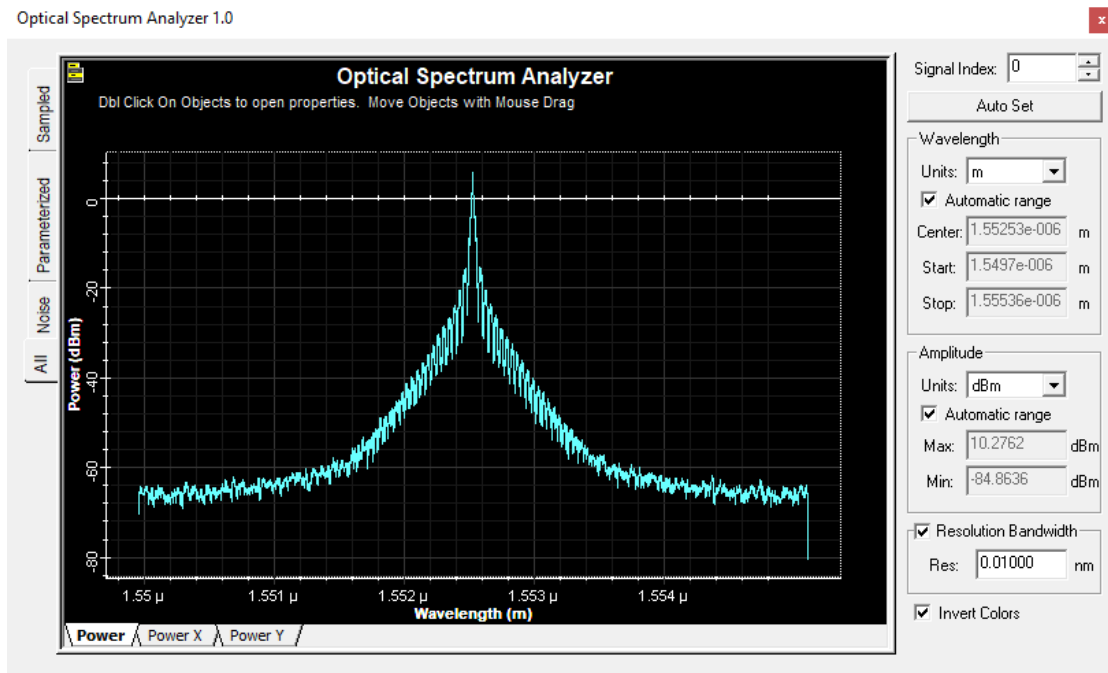 Optical Spectrum Analyzer 1.0
x
Sampled
Parameterized
Noise
All
Optical Spectrum Analyzer
Dbl Click On Objects to open properties. Move Objects with Mouse Drag
Power (dBm)
0
-20
-40
-60
-80
1.55 µ
1.551 µ
1.552 µ
1.553 µ
1.554 µ
Wavelength (m)
Power
Power X
Power Y
Signal Index: 0
Auto Set
Wavelength
Units: m
Automatic range
Center: 1.55253e-006 m
Start: 1.5497e-006 m
Stop: 1.55536e-006 m
Amplitude
Units: dBm
Automatic range
Max: 10.2762 dBm
Min: -84.8636 dBm
Resolution Bandwidth
Res: 0.01000 nm
Invert Colors